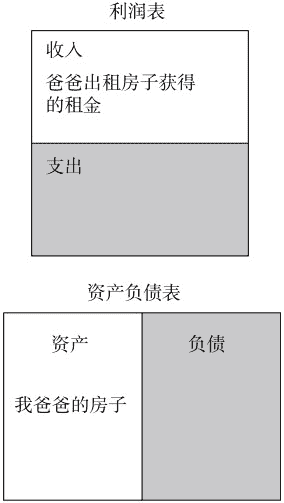 利润表
收入
爸爸出租房子获得
的租金
支出
资产负债表
资产
负债
我爸爸的房子